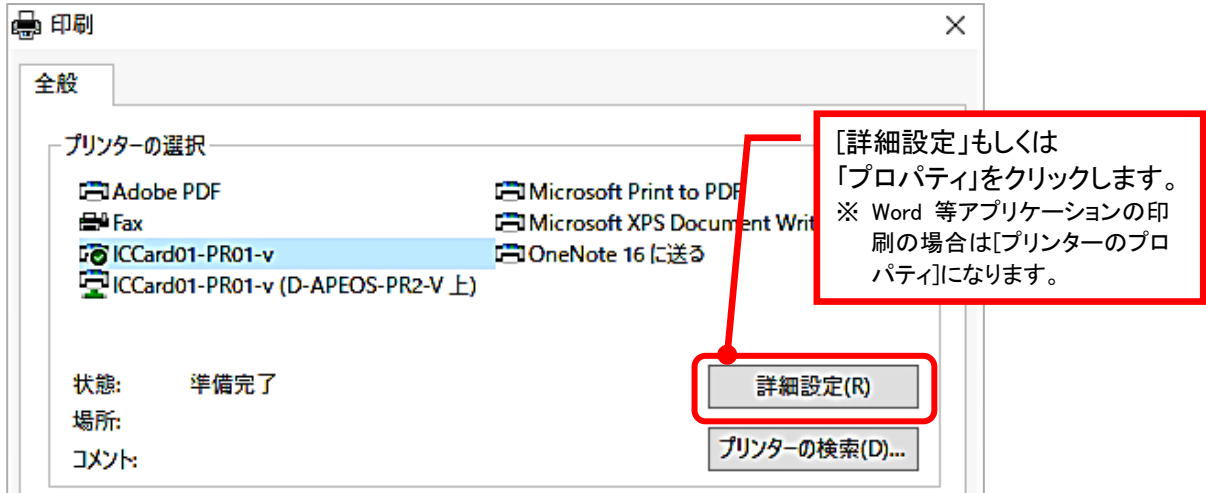 印刷
全般
プリンターの選択
Adobe PDF
Microsoft Print to PDF
Fax
Microsoft XPS Document Writ
ICCard01-PR01-v
OneNote 16 に送る
ICCard01-PR01-v (D-APEOS-PR2-V 上)
状態: 準備完了
場所:
コメント:
詳細設定(R)
プリンターの検索(D)...
[詳細設定」もしくは
「プロパティ」をクリックします。
※ Word 等アプリケーションの印
刷の場合は[プリンターのプロ
パティ]になります。